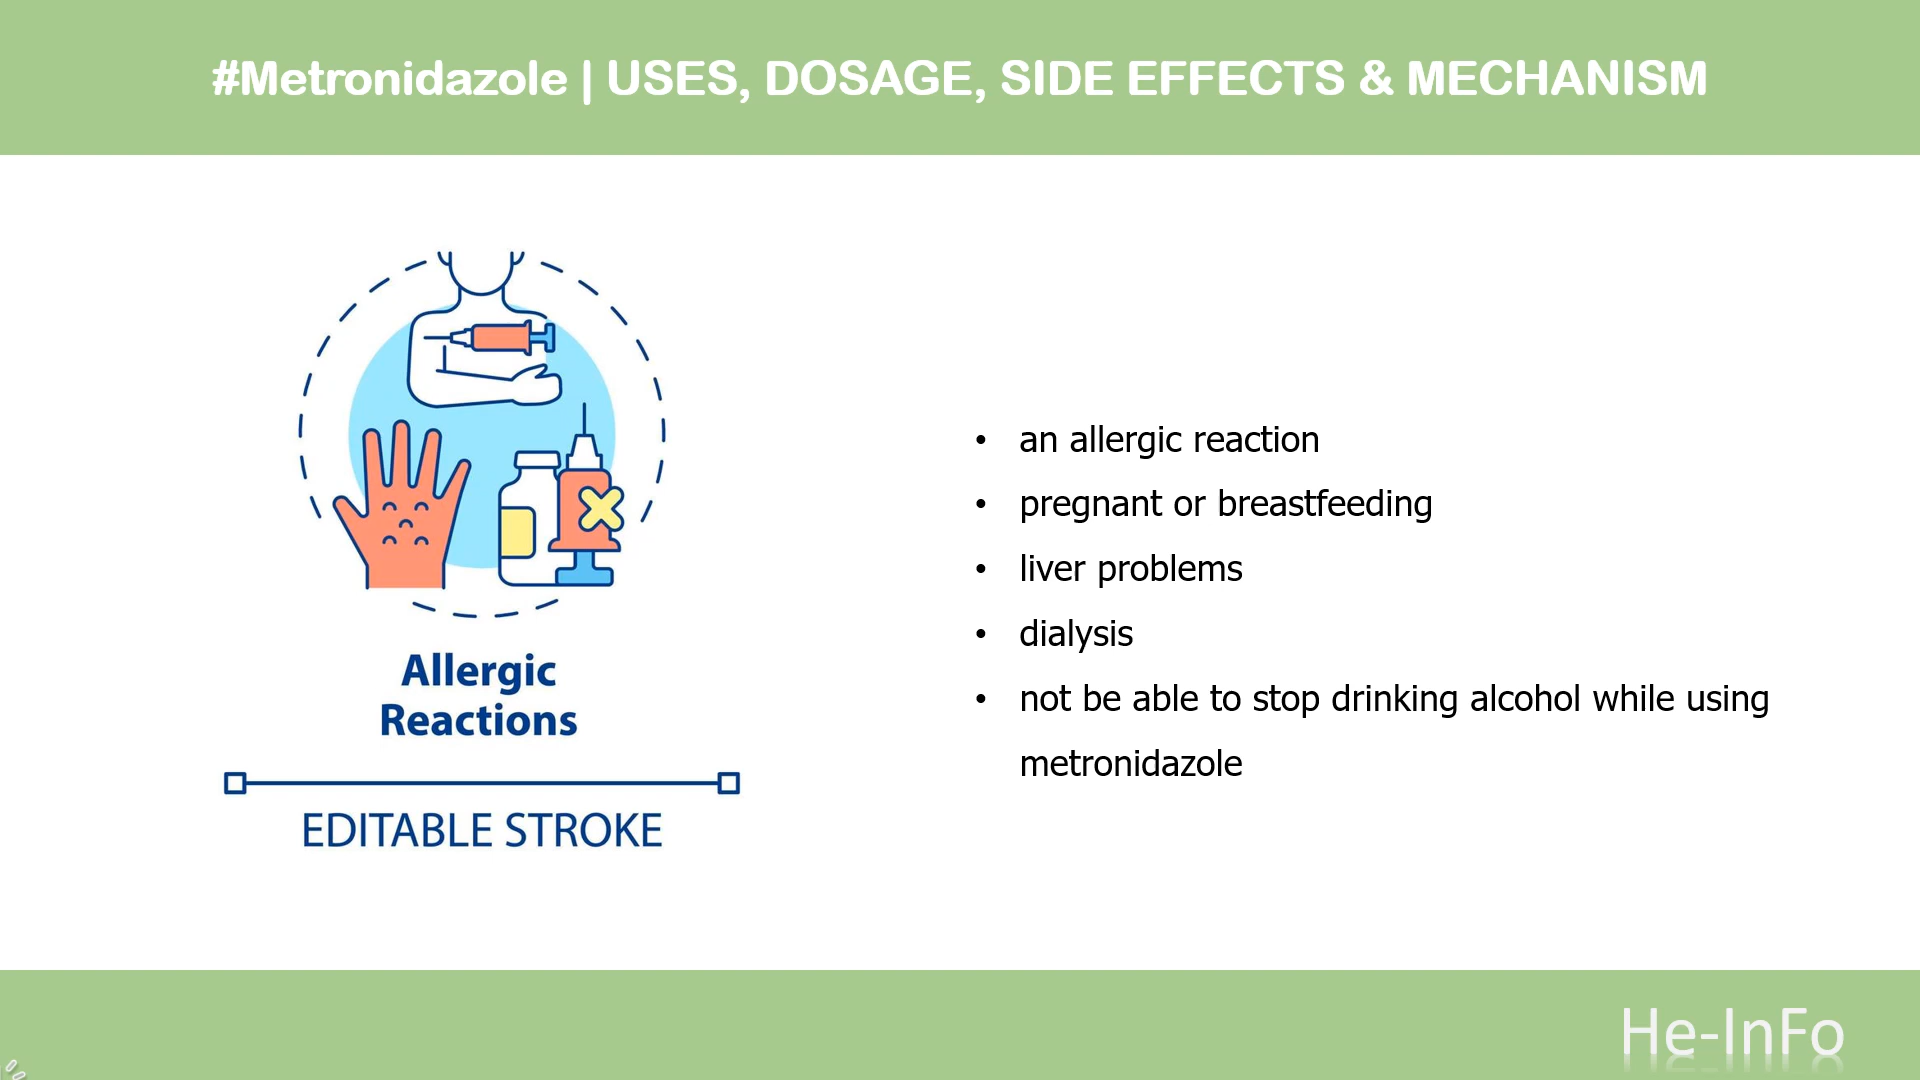 #Metronidazole | USES, DOSAGE, SIDE EFFECTS & MECHANISM
Allergic
Reactions
EDITABLE STROKE
• an allergic reaction
• pregnant or breastfeeding
• liver problems
• dialysis
• not be able to stop drinking alcohol while using
metronidazole
He-InFo